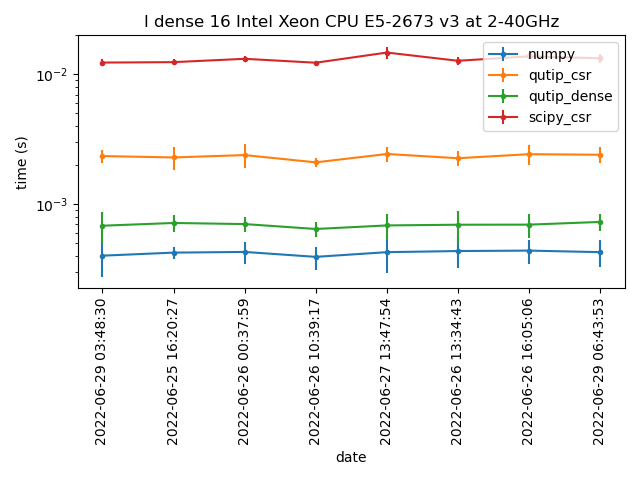 l dense 16 Intel Xeon CPU E5-2673 v3 at 2-40GHz
numpy
qutip_csr
qutip_dense
scipy_csr
time (s)
10⁻²
10⁻³
2022-06-29 03:48:30
2022-06-25 16:20:27
2022-06-26 00:37:59
2022-06-26 10:39:17
2022-06-27 13:47:54
2022-06-26 13:34:43
2022-06-26 16:05:06
2022-06-29 06:43:53
date